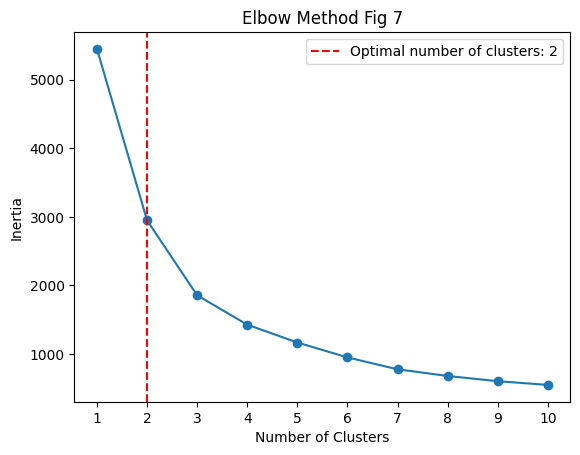 Elbow Method Fig 7
Optimal number of clusters: 2
Inertia
5000
4000
3000
2000
1000
1 2 3 4 5 6 7 8 9 10
Number of Clusters